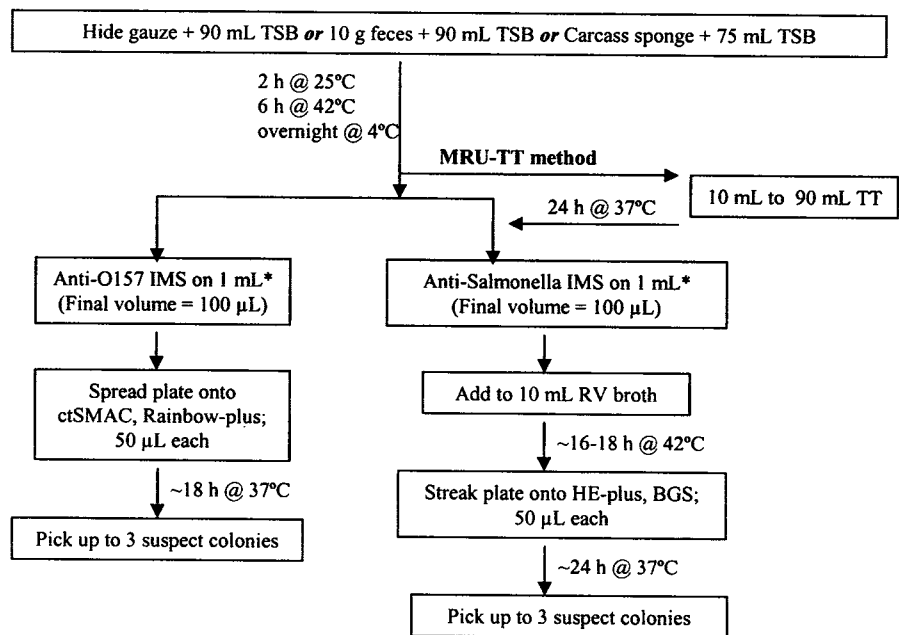 Hide gauze + 90 mL TSB or 10 g feces + 90 mL TSB or Carcass sponge + 75 mL TSB
2 h @ 25ºC
6 h @ 42ºC
overnight @ 4ºC
MRU-TT method
10 mL to 90 mL TT
24 h @ 37ºC
Anti-O157 IMS on 1 mL*
(Final volume = 100 µL)
Anti-Salmonella IMS on 1 mL*
(Final volume = 100 µL)
Spread plate onto
ctSMAC, Rainbow-plus;
50 µL each
Add to 10 mL RV broth
~16-18 h @ 42ºC
~18 h @ 37ºC
Streak plate onto HE-plus, BGS;
50 µL each
Pick up to 3 suspect colonies
~24 h @ 37ºC
Pick up to 3 suspect colonies